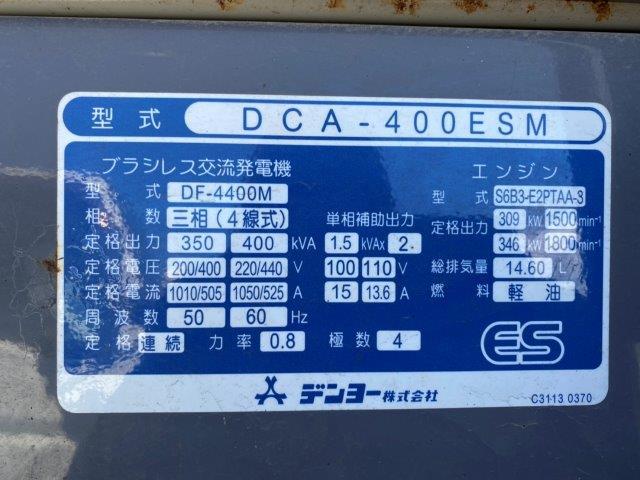 型式 DCA-400ESM
ブラシレス交流発電機
型式 DF-4400M
相数 三相(4線式) 単相補助出力
定格出力 350 400 kVA 1.5 kVA× 2
定格電圧 200/400 220/440 V 100 110 V
定格電流 1010/505 1050/525 A 15 13.6 A
周波数 50 60 Hz
定格 連続 力率 0.8 極数 4
エンジン
型式 S6B3-E2PTAA-3
定格出力 309 kW 1500 min⁻¹
346 kW 1800 min⁻¹
総排気量 14.60 L
燃料 軽油
ES
デンヨー株式会社
C3113 0370